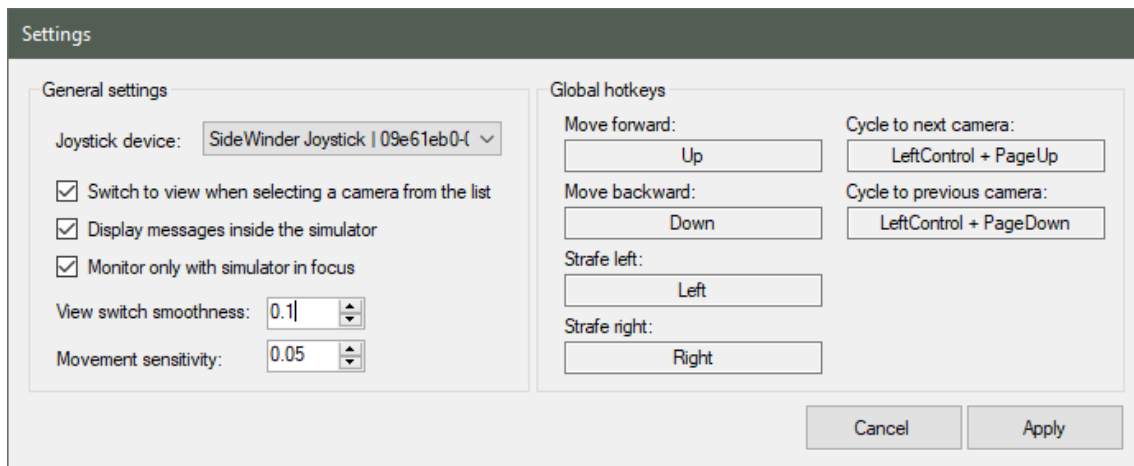 Settings
General settings
Joystick device: SideWinder Joystick | 09e61eb0-(
Switch to view when selecting a camera from the list
Display messages inside the simulator
Monitor only with simulator in focus
View switch smoothness: 0.1
Movement sensitivity: 0.05
Global hotkeys
Move forward:
Up
Move backward:
Down
Strafe left:
Left
Strafe right:
Right
Cycle to next camera:
LeftControl + PageUp
Cycle to previous camera:
LeftControl + PageDown
Cancel
Apply